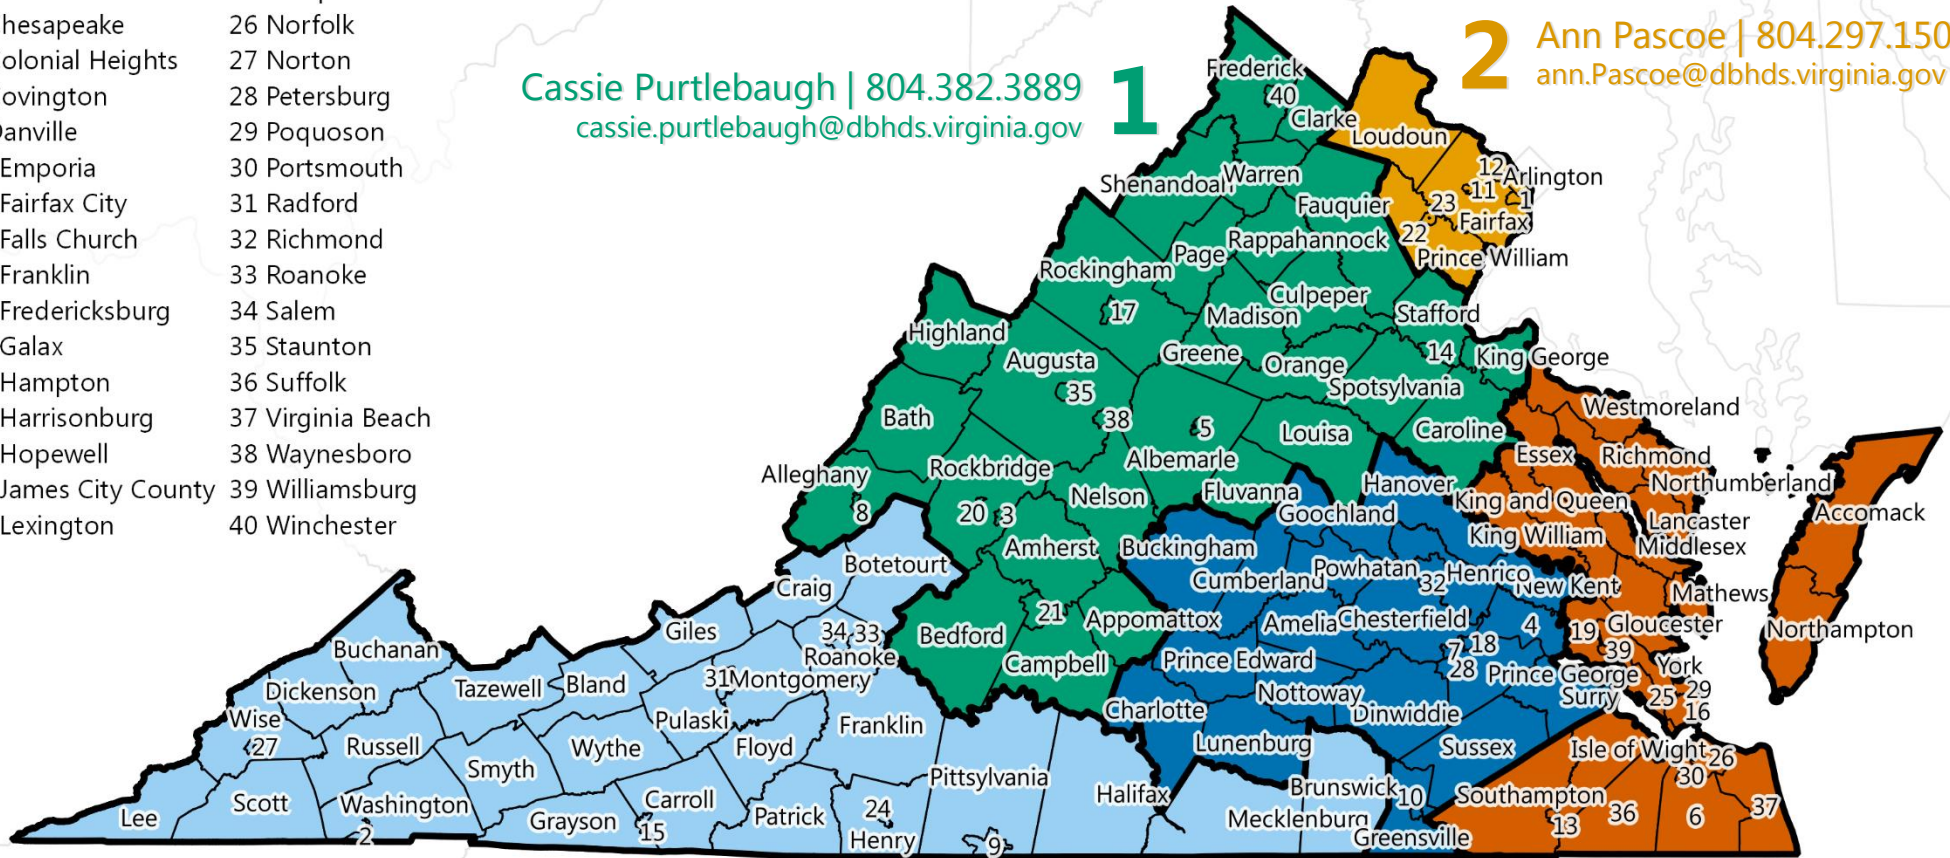 hesapeake 26 Norfolk
olonial Heights 27 Norton
ovington 28 Petersburg
anville 29 Poquoson
Emporia 30 Portsmouth
Fairfax City 31 Radford
Falls Church 32 Richmond
Franklin 33 Roanoke
Fredericksburg 34 Salem
Galax 35 Staunton
Hampton 36 Suffolk
Harrisonburg 37 Virginia Beach
Hopewell 38 Waynesboro
James City County 39 Williamsburg
Lexington 40 Winchester
Cassie Purtlebaugh | 804.382.3889
cassie.purtlebaugh@dbhds.virginia.gov
1
2
Ann Pascoe | 804.297.150
ann.Pascoe@dbhds.virginia.gov
Frederick
40
Clarke
Loudoun
12
Arlington
11
1
Shenandoah
Warren
Fauquier
23
Fairfax
22
Prince William
Rappahannock
Page
Rockingham
17
Culpeper
Madison
Stafford
Highland
Augusta
Greene
Orange
14
King George
Spotsylvania
35
38
5
Bath
Louisa
Caroline
Westmoreland
Essex
Richmond
Alleghany
Rockbridge
Albemarle
Nelson
Fluvanna
Hanover
Northumberland
King and Queen
8
20
3
Goochland
Lancaster
Accomack
Amherst
Buckingham
King William
Middlesex
Botetourt
Craig
Cumberland
Powhatan
32
Henrico
New Kent
Mathews
21
Appomattox
Amelia
Chesterfield
4
19
Gloucester
Northampton
Giles
34
33
Bedford
Campbell
Roanoke
Buchanan
7
18
39
Prince Edward
28
Prince George
York
Surry
25
29
16
Dickenson
Tazewell
Bland
31
Montgomery
Nottoway
Dinwiddie
Charlotte
Wise
27
Russell
Pulaski
Wythe
Floyd
Franklin
Lunenburg
Sussex
Isle of Wight
26
30
Smyth
Pittsylvania
Halifax
Brunswick
10
Southampton
36
6
37
13
Lee
Scott
Washington
2
Grayson
Carroll
15
Patrick
24
Henry
9
Mecklenburg
Greensville